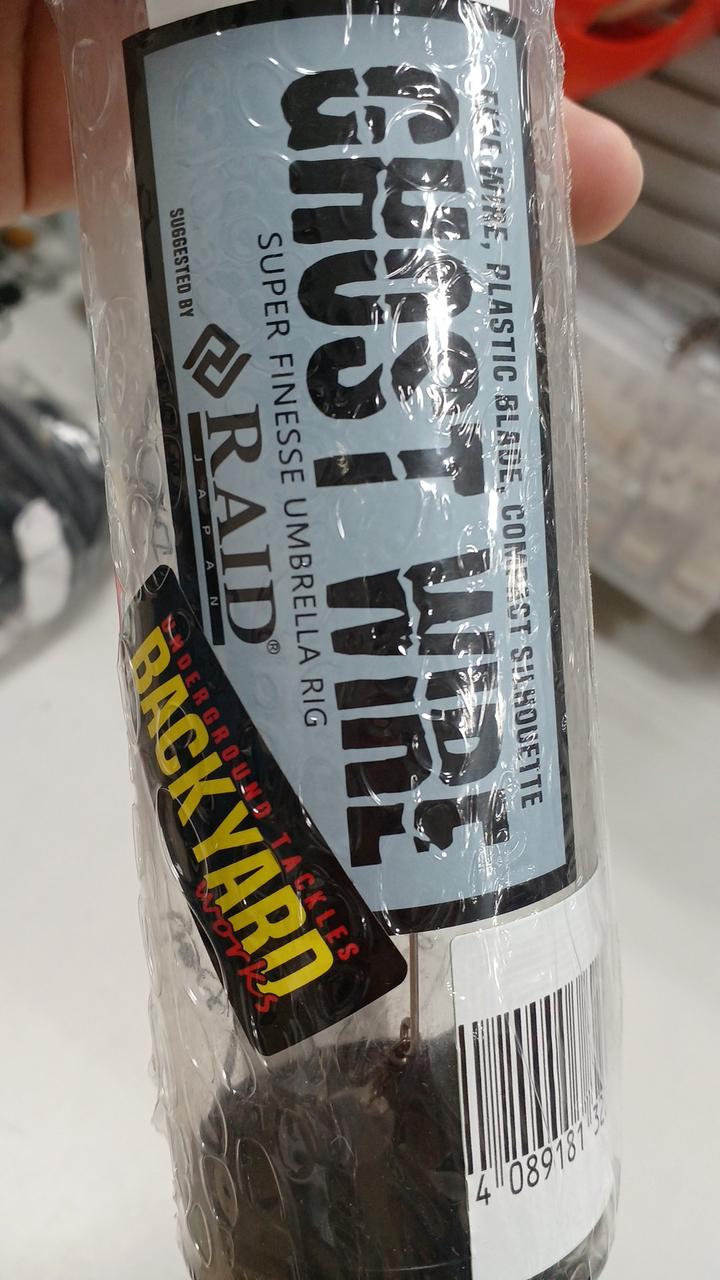 FINE WIRE, PLASTIC BLADE, COMPACT SILHOUETTE
GHOST WIRE
SUPER FINESSE UMBRELLA RIG
SUGGESTED BY
RAID®
JAPAN
UNDERGROUND TACKLES
BACKYARD
works
4 089181 32